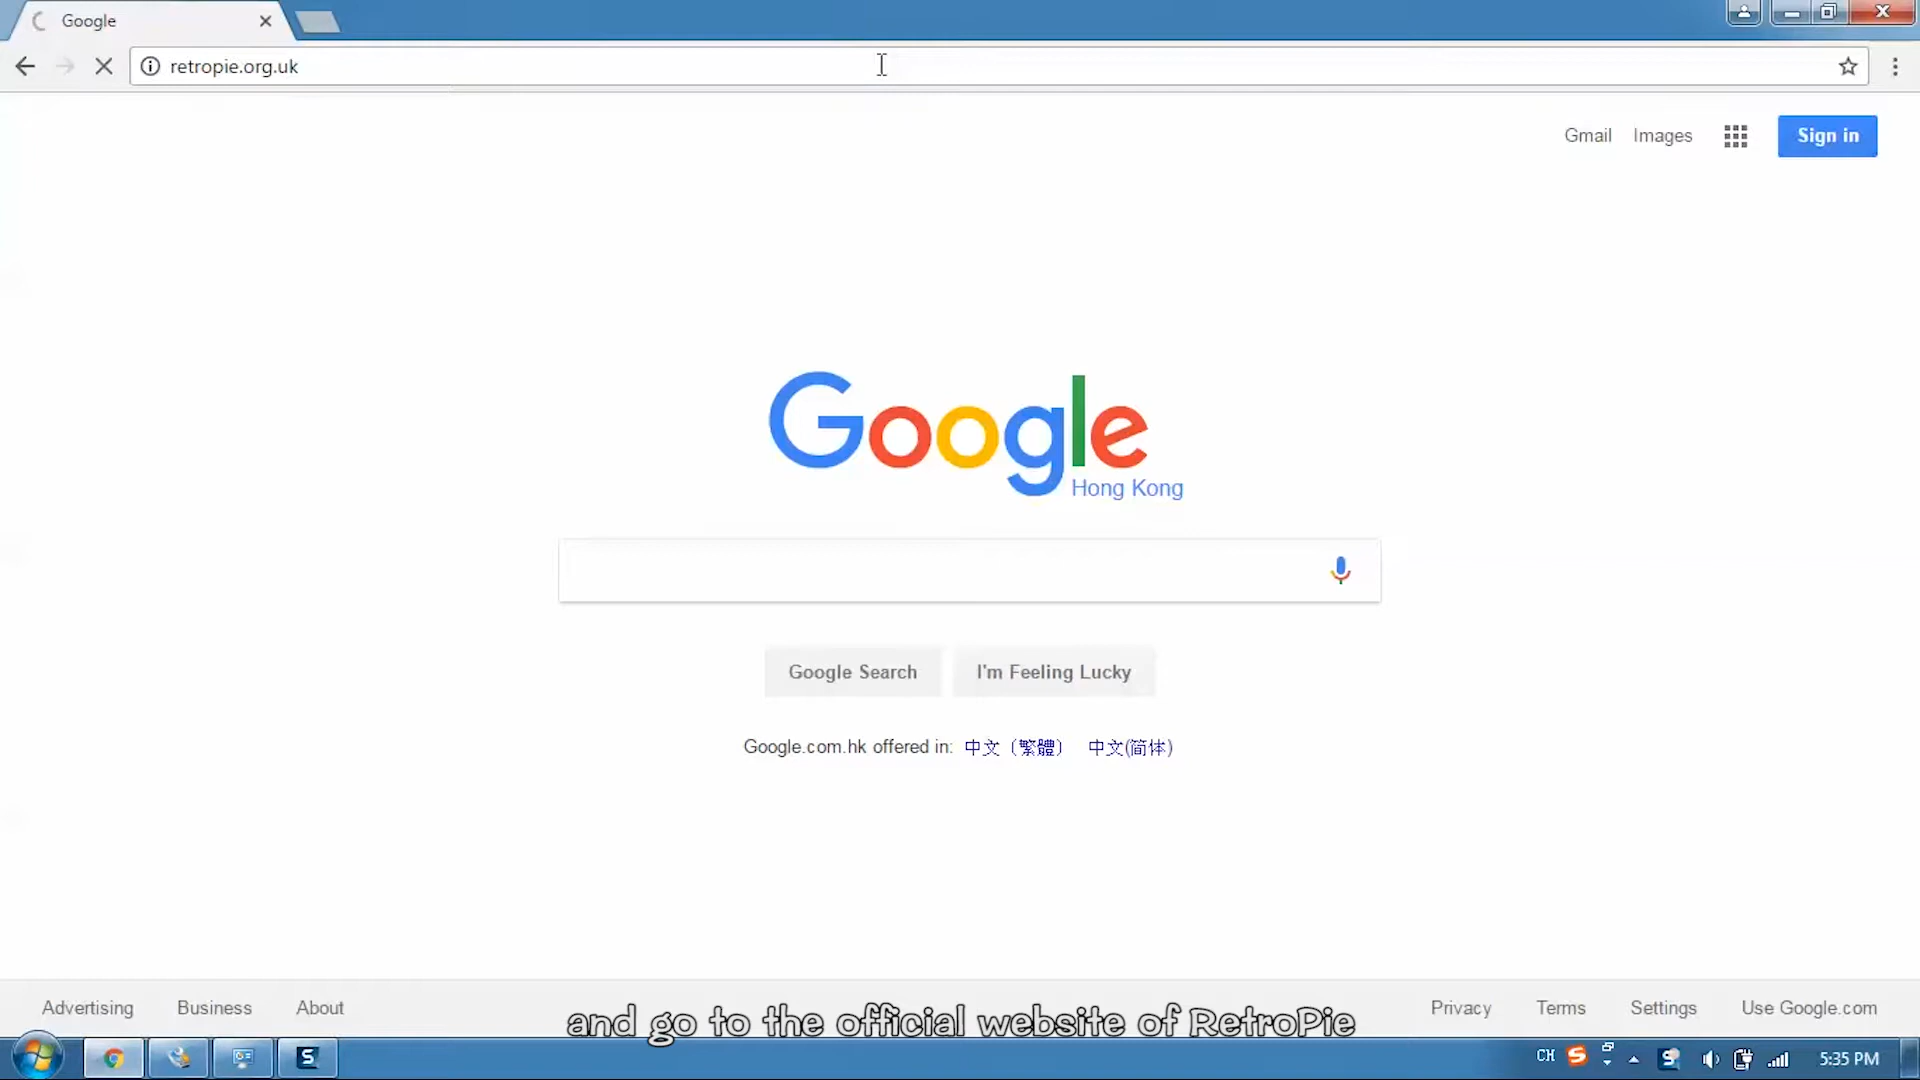 Google
retropie.org.uk
Gmail Images Sign in
Google
Hong Kong
Google Search I'm Feeling Lucky
Google.com.hk offered in: 中文（繁體） 中文(简体)
Advertising Business About Privacy Terms Settings Use Google.com
and go to the official website of RetroPie
CH 5:35 PM